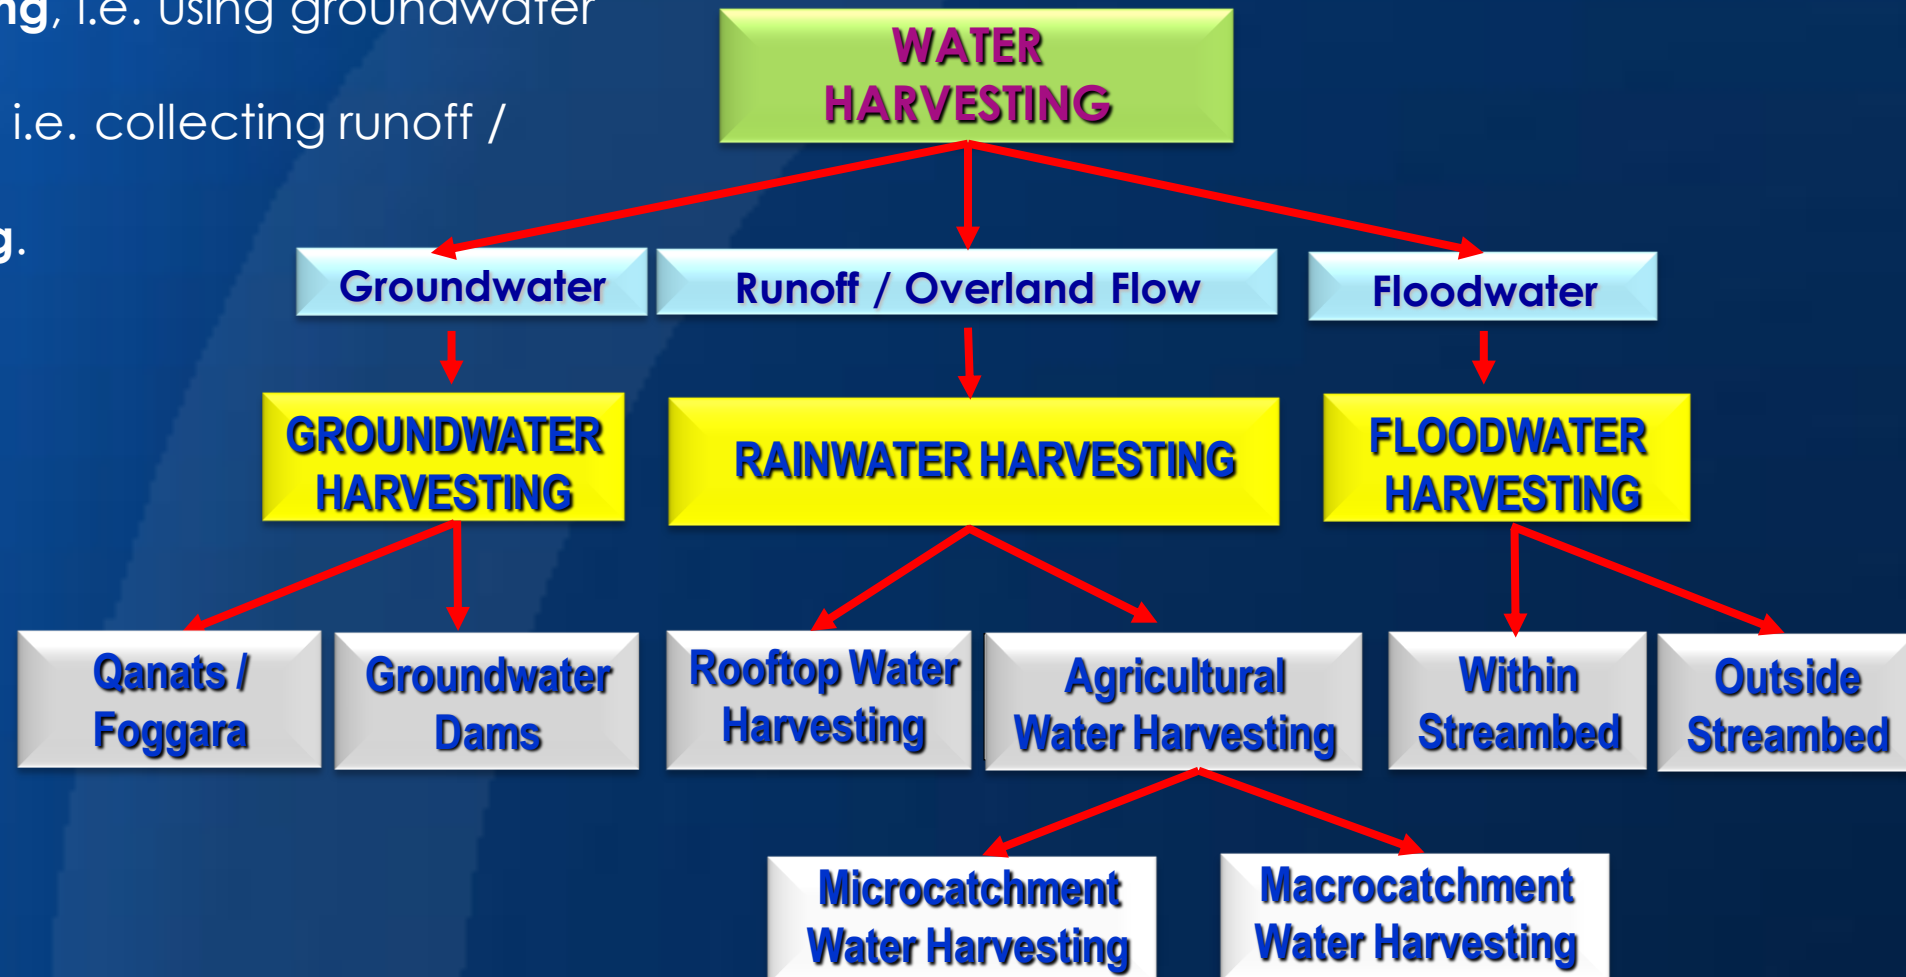 ng, i.e. using groundwater
i.e. collecting runoff /
g.
WATER
HARVESTING
Groundwater
Runoff / Overland Flow
Floodwater
GROUNDWATER
HARVESTING
RAINWATER HARVESTING
FLOODWATER
HARVESTING
Qanats /
Foggara
Groundwater
Dams
Rooftop Water
Harvesting
Agricultural
Water Harvesting
Within
Streambed
Outside
Streambed
Microcatchment
Water Harvesting
Macrocatchment
Water Harvesting